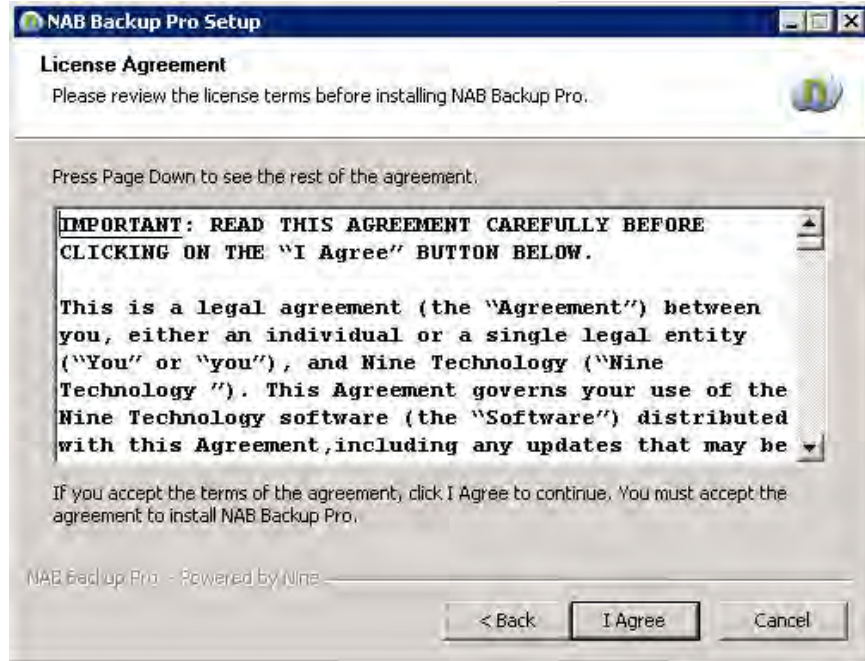 NAB Backup Pro Setup
License Agreement
Please review the license terms before installing NAB Backup Pro.
Press Page Down to see the rest of the agreement.
IMPORTANT: READ THIS AGREEMENT CAREFULLY BEFORE
CLICKING ON THE “I Agree” BUTTON BELOW.
This is a legal agreement (the “Agreement”) between
you, either an individual or a single legal entity
(“You” or “you”), and Nine Technology (“Nine
Technology ”). This Agreement governs your use of the
Nine Technology software (the “Software”) distributed
with this Agreement,including any updates that may be
If you accept the terms of the agreement, click I Agree to continue. You must accept the
agreement to install NAB Backup Pro.
NAB Backup Pro - Powered by Nine
< Back
I Agree
Cancel